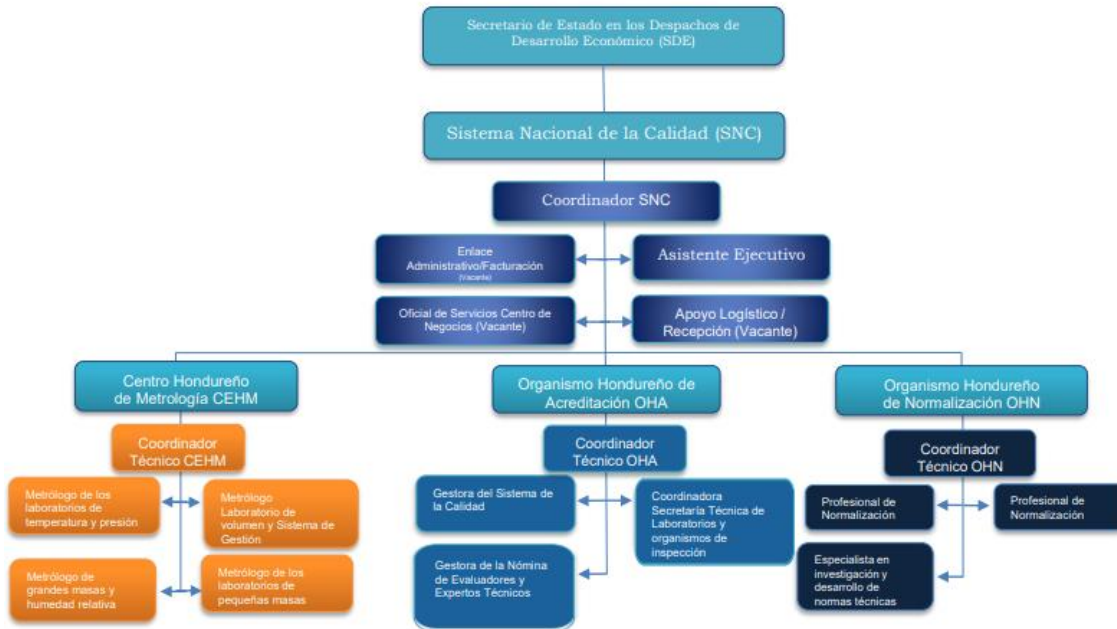 Secretario de Estado en los Despachos de
Desarrollo Económico (SDE)
Sistema Nacional de la Calidad (SNC)
Coordinador SNC
Enlace
Administrativo/Facturación
(Vacante)
Asistente Ejecutivo
Oficial de Servicios Centro de
Negocios (Vacante)
Apoyo Logístico /
Recepción (Vacante)
Centro Hondureño
de Metrología CEHM
Organismo Hondureño de
Acreditación OHA
Organismo Hondureño
de Normalización OHN
Coordinador
Técnico CEHM
Coordinador
Técnico OHA
Coordinador
Técnico OHN
Metrólogo de los
laboratorios de
temperatura y presión
Metrólogo
Laboratorio de
volumen y Sistema de
Gestión
Gestora del Sistema de
la Calidad
Coordinadora
Secretaría Técnica de
Laboratorios y
organismos de
inspección
Profesional de
Normalización
Profesional de
Normalización
Metrólogo de
grandes masas y
humedad relativa
Metrólogo de los
laboratorios de
pequeñas masas
Gestora de la Nómina
de Evaluadores y
Expertos Técnicos
Especialista en
investigación y
desarrollo de
normas técnicas